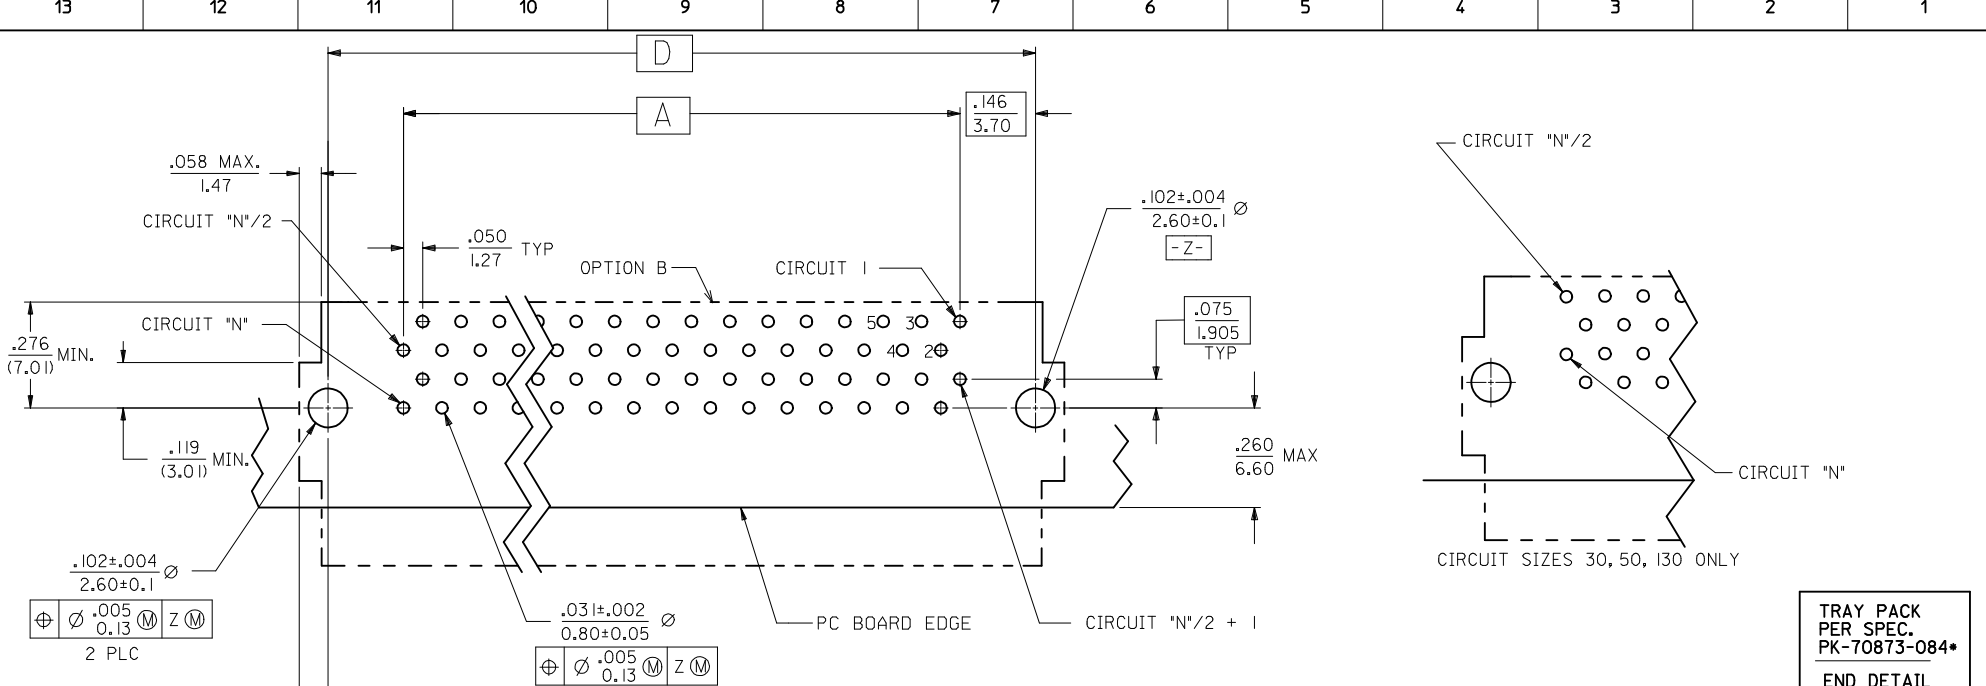 13 12 11 10 9 8 7 6 5 4 3 2 1
D
A
.146
3.70
.058 MAX.
1.47
CIRCUIT "N"/2
CIRCUIT "N"/2
.102±.004 Ø
2.60±0.1
-Z-
.050 TYP
1.27
OPTION B
CIRCUIT 1
CIRCUIT "N"
5 3
4 2
.075
1.905
TYP
.276 MIN.
(7.01)
.119 MIN.
(3.01)
.260 MAX
6.60
CIRCUIT "N"
CIRCUIT SIZES 30, 50, 130 ONLY
.102±.004 Ø
2.60±0.1
⌖ Ø .005 Ⓜ Z Ⓜ
0.13
2 PLC
.031±.002 Ø
0.80±0.05
⌖ Ø .005 Ⓜ Z Ⓜ
0.13
PC BOARD EDGE
CIRCUIT "N"/2 + 1
TRAY PACK
PER SPEC.
PK-70873-084*
END DETAIL